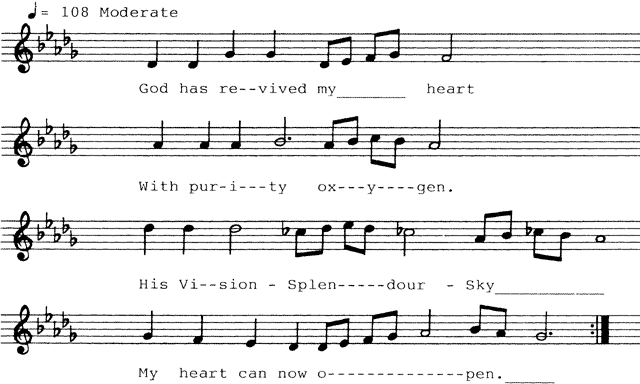 ♩= 108 Moderate
God has re--vived my_______ heart
With pur-i---ty ox---y----gen.
His Vi--sion - Splen-----dour - Sky___________
My heart can now o--------------pen._____